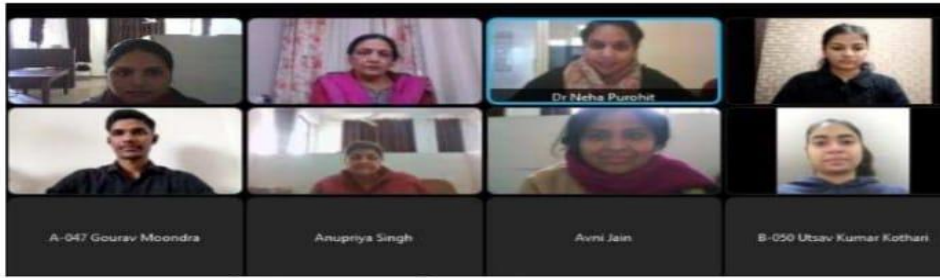 Dr Neha Purohit
A-047 Gourav Moondra
Anupriya Singh
Avni Jain
B-050 Utsav Kumar Kothari